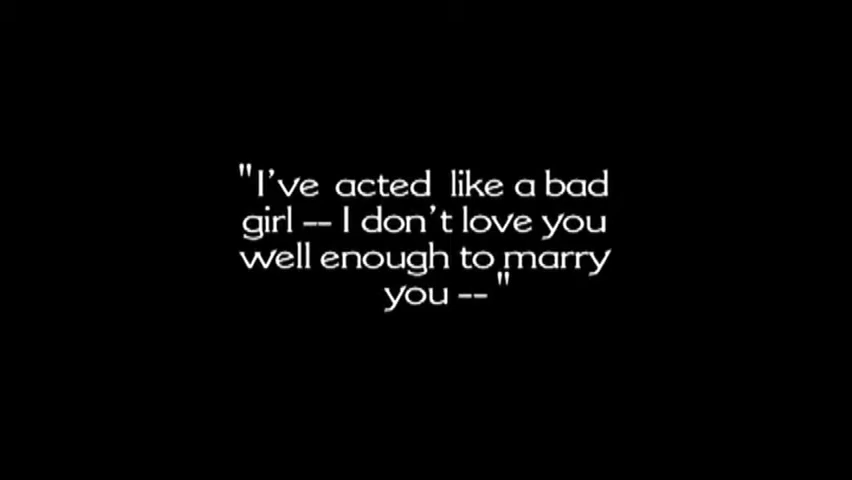 "I've acted like a bad
girl -- I don't love you
well enough to marry
you -- "